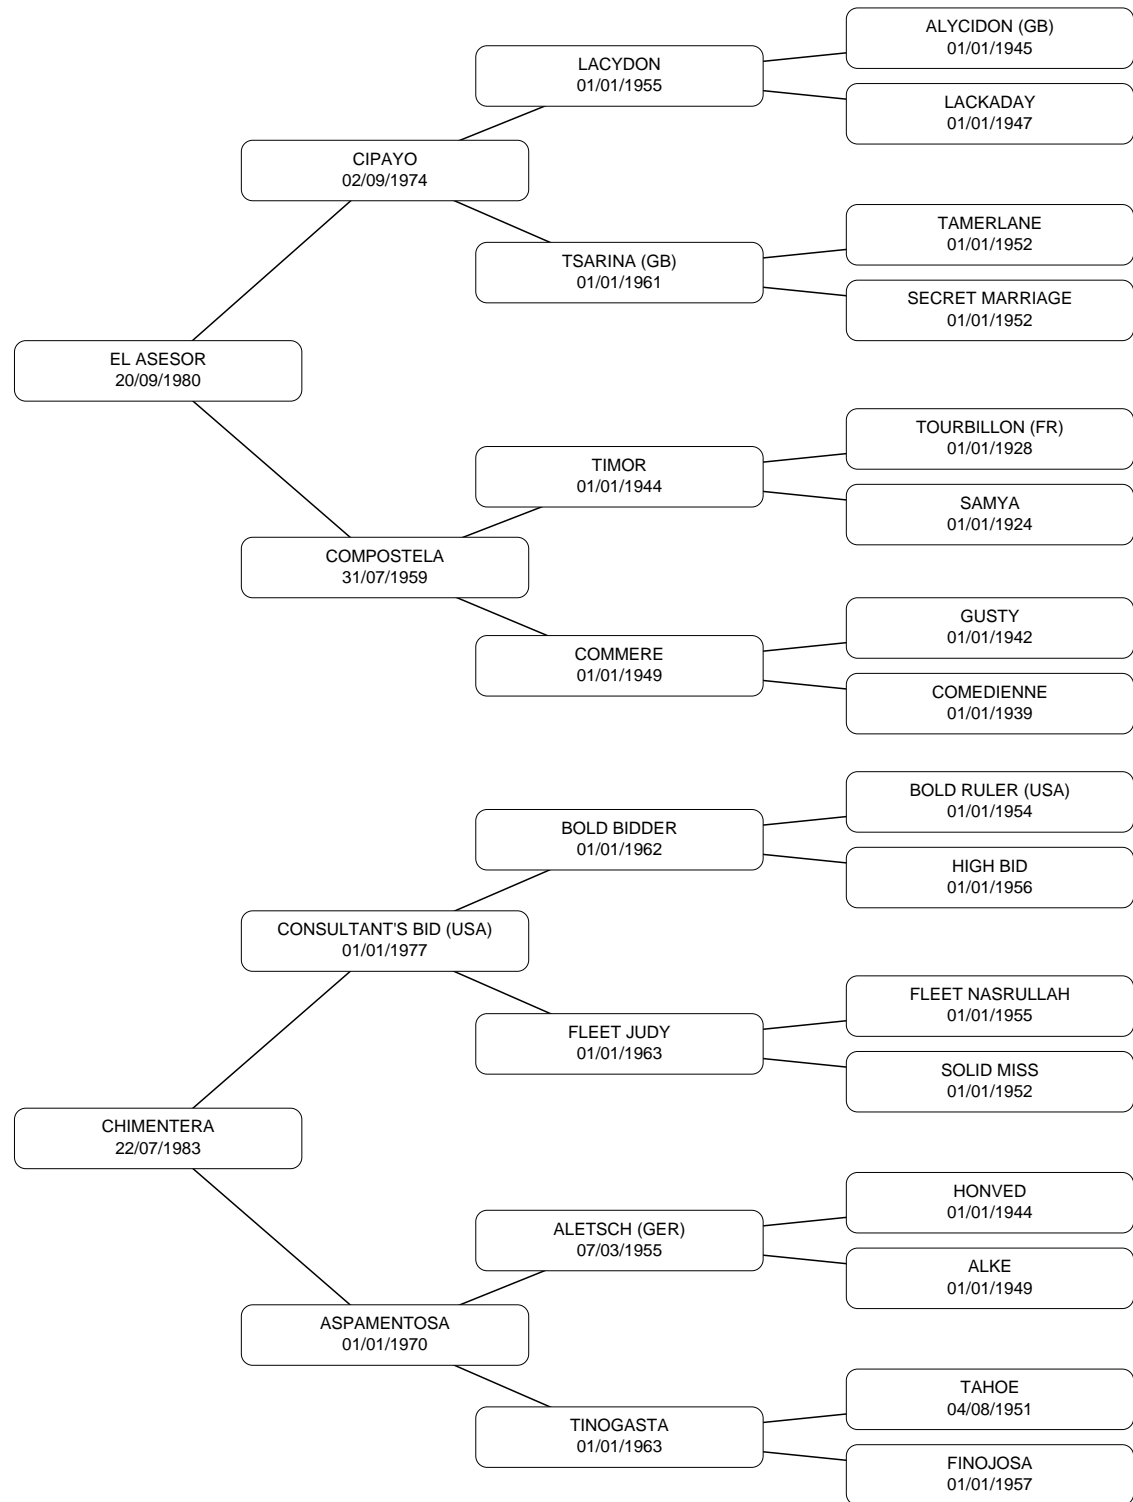 ALYCIDON (GB)
01/01/1945
LACYDON
01/01/1955
LACKADAY
01/01/1947
CIPAYO
02/09/1974
TAMERLANE
01/01/1952
TSARINA (GB)
01/01/1961
SECRET MARRIAGE
01/01/1952
EL ASESOR
20/09/1980
TOURBILLON (FR)
01/01/1928
TIMOR
01/01/1944
SAMYA
01/01/1924
COMPOSTELA
31/07/1959
GUSTY
01/01/1942
COMMERE
01/01/1949
COMEDIENNE
01/01/1939
BOLD RULER (USA)
01/01/1954
BOLD BIDDER
01/01/1962
HIGH BID
01/01/1956
CONSULTANT'S BID (USA)
01/01/1977
FLEET NASRULLAH
01/01/1955
FLEET JUDY
01/01/1963
SOLID MISS
01/01/1952
CHIMENTERA
22/07/1983
HONVED
01/01/1944
ALETSCH (GER)
07/03/1955
ALKE
01/01/1949
ASPAMENTOSA
01/01/1970
TAHOE
04/08/1951
TINOGASTA
01/01/1963
FINOJOSA
01/01/1957